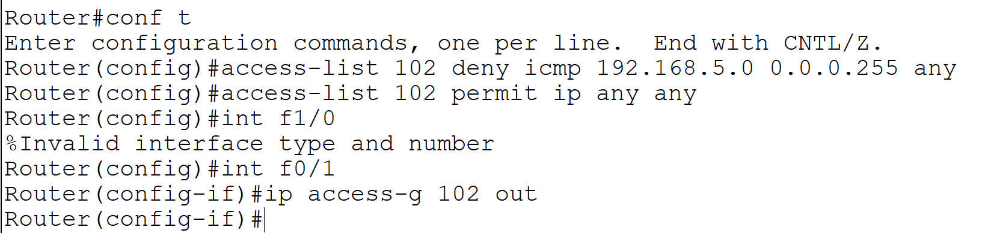 Router#conf t
Enter configuration commands, one per line.  End with CNTL/Z.
Router(config)#access-list 102 deny icmp 192.168.5.0 0.0.0.255 any
Router(config)#access-list 102 permit ip any any
Router(config)#int f1/0
%Invalid interface type and number
Router(config)#int f0/1
Router(config-if)#ip access-g 102 out
Router(config-if)#